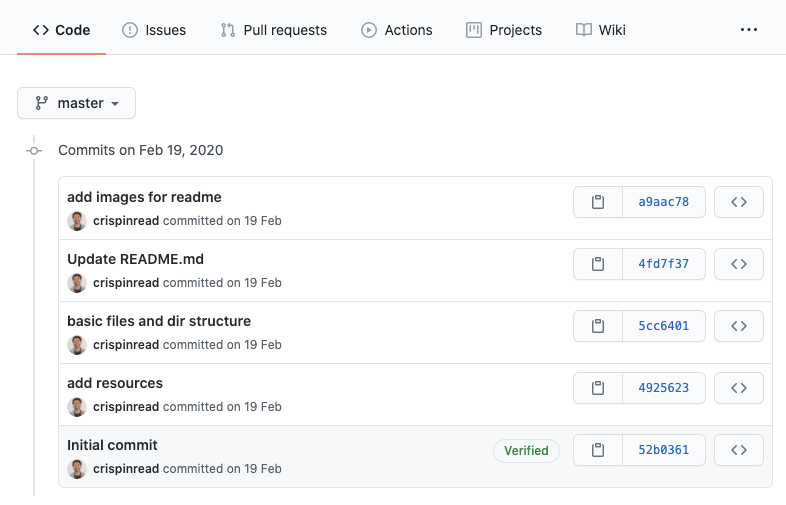 Code Issues Pull requests Actions Projects Wiki
master
Commits on Feb 19, 2020
add images for readme
crispinread committed on 19 Feb
a9aac78
Update README.md
crispinread committed on 19 Feb
4fd7f37
basic files and dir structure
crispinread committed on 19 Feb
5cc6401
add resources
crispinread committed on 19 Feb
4925623
Initial commit
crispinread committed on 19 Feb
Verified
52b0361